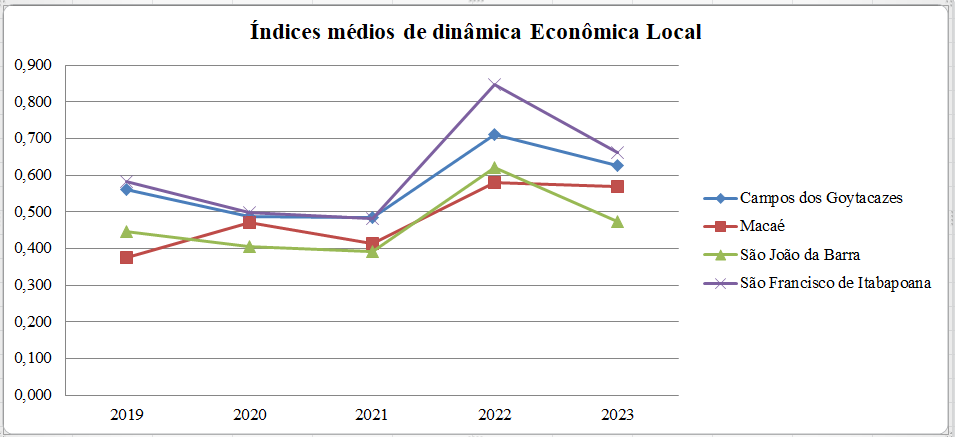 Índices médios de dinâmica Econômica Local
0,900
0,800
0,700
0,600
0,500
0,400
0,300
0,200
0,100
0,000
2019 2020 2021 2022 2023
Campos dos Goytacazes
Macaé
São João da Barra
São Francisco de Itabapoana